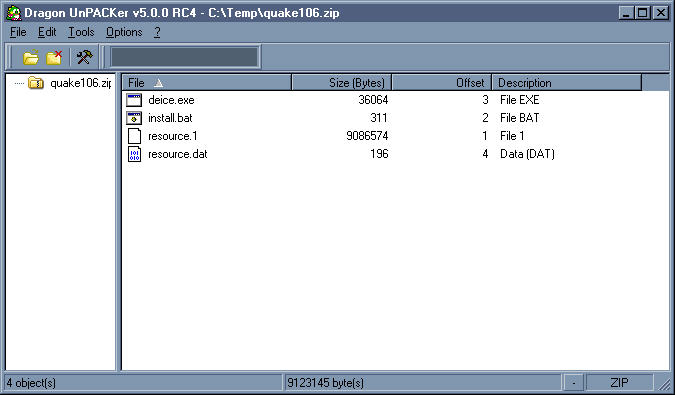 Dragon UnPACKer v5.0.0 RC4 - C:\Temp\quake106.zip
File Edit Tools Options ?
quake106.zip
File Size (Bytes) Offset Description
deice.exe 36064 3 File EXE
install.bat 311 2 File BAT
resource.1 9086574 1 File 1
resource.dat 196 4 Data (DAT)
4 object(s) 9123145 byte(s) - ZIP